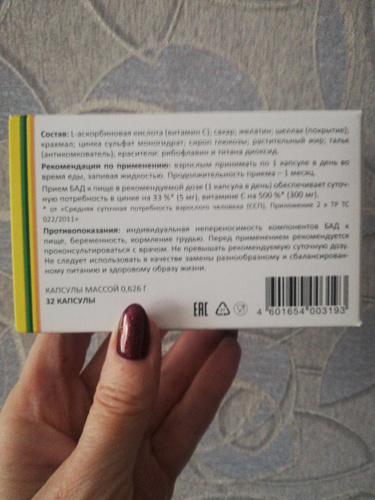 Состав: L-аскорбиновая кислота (витамин С); сахар; желатин; шеллак (покрытие);
крахмал; цинка сульфат моногидрат; сироп глюкозы; растительный жир; тальк
(антикомкователь); красители: рибофлавин и титана диоксид.
Рекомендации по применению: взрослым принимать по 1 капсуле в день во
время еды, запивая жидкостью. Продолжительность приема – 1 месяц.
Прием БАД к пище в рекомендуемой дозе (1 капсула в день) обеспечивает суточ-
ную потребность в цинке на 33 %* (5 мг), витамине С на 500 %* (300 мг).
* от «Средняя суточная потребность взрослого человека (ССП), Приложение 2 к ТР ТС
022/2011»
Противопоказания: индивидуальная непереносимость компонентов БАД к
пище, беременность, кормление грудью. Перед применением рекомендуется
проконсультироваться с врачом. Не превышать рекомендуемую суточную дозу.
Не следует использовать в качестве замены разнообразному и сбалансирован-
ному питанию и здоровому образу жизни.
КАПСУЛЫ МАССОЙ 0,626 Г
32 КАПСУЛЫ
EAC
4 601654 003193